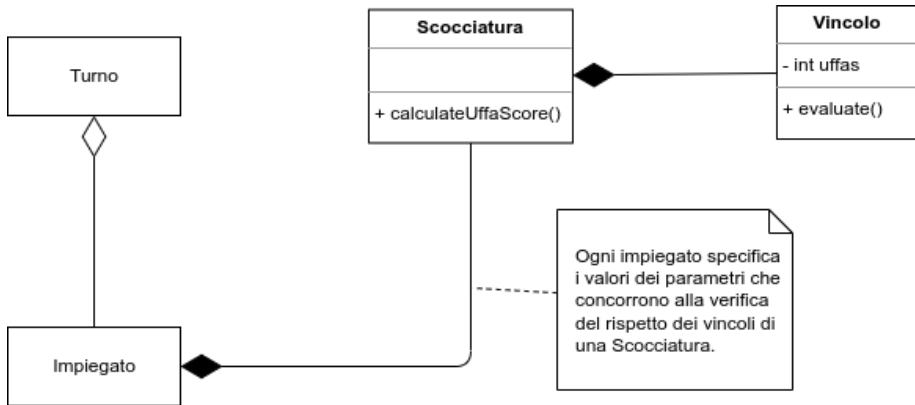 Scocciatura
+ calculateUffaScore()
Vincolo
- int uffas
+ evaluate()
Turno
Ogni impiegato specifica
i valori dei parametri che
concorrono alla verifica
del rispetto dei vincoli di
una Scocciatura.
Impiegato